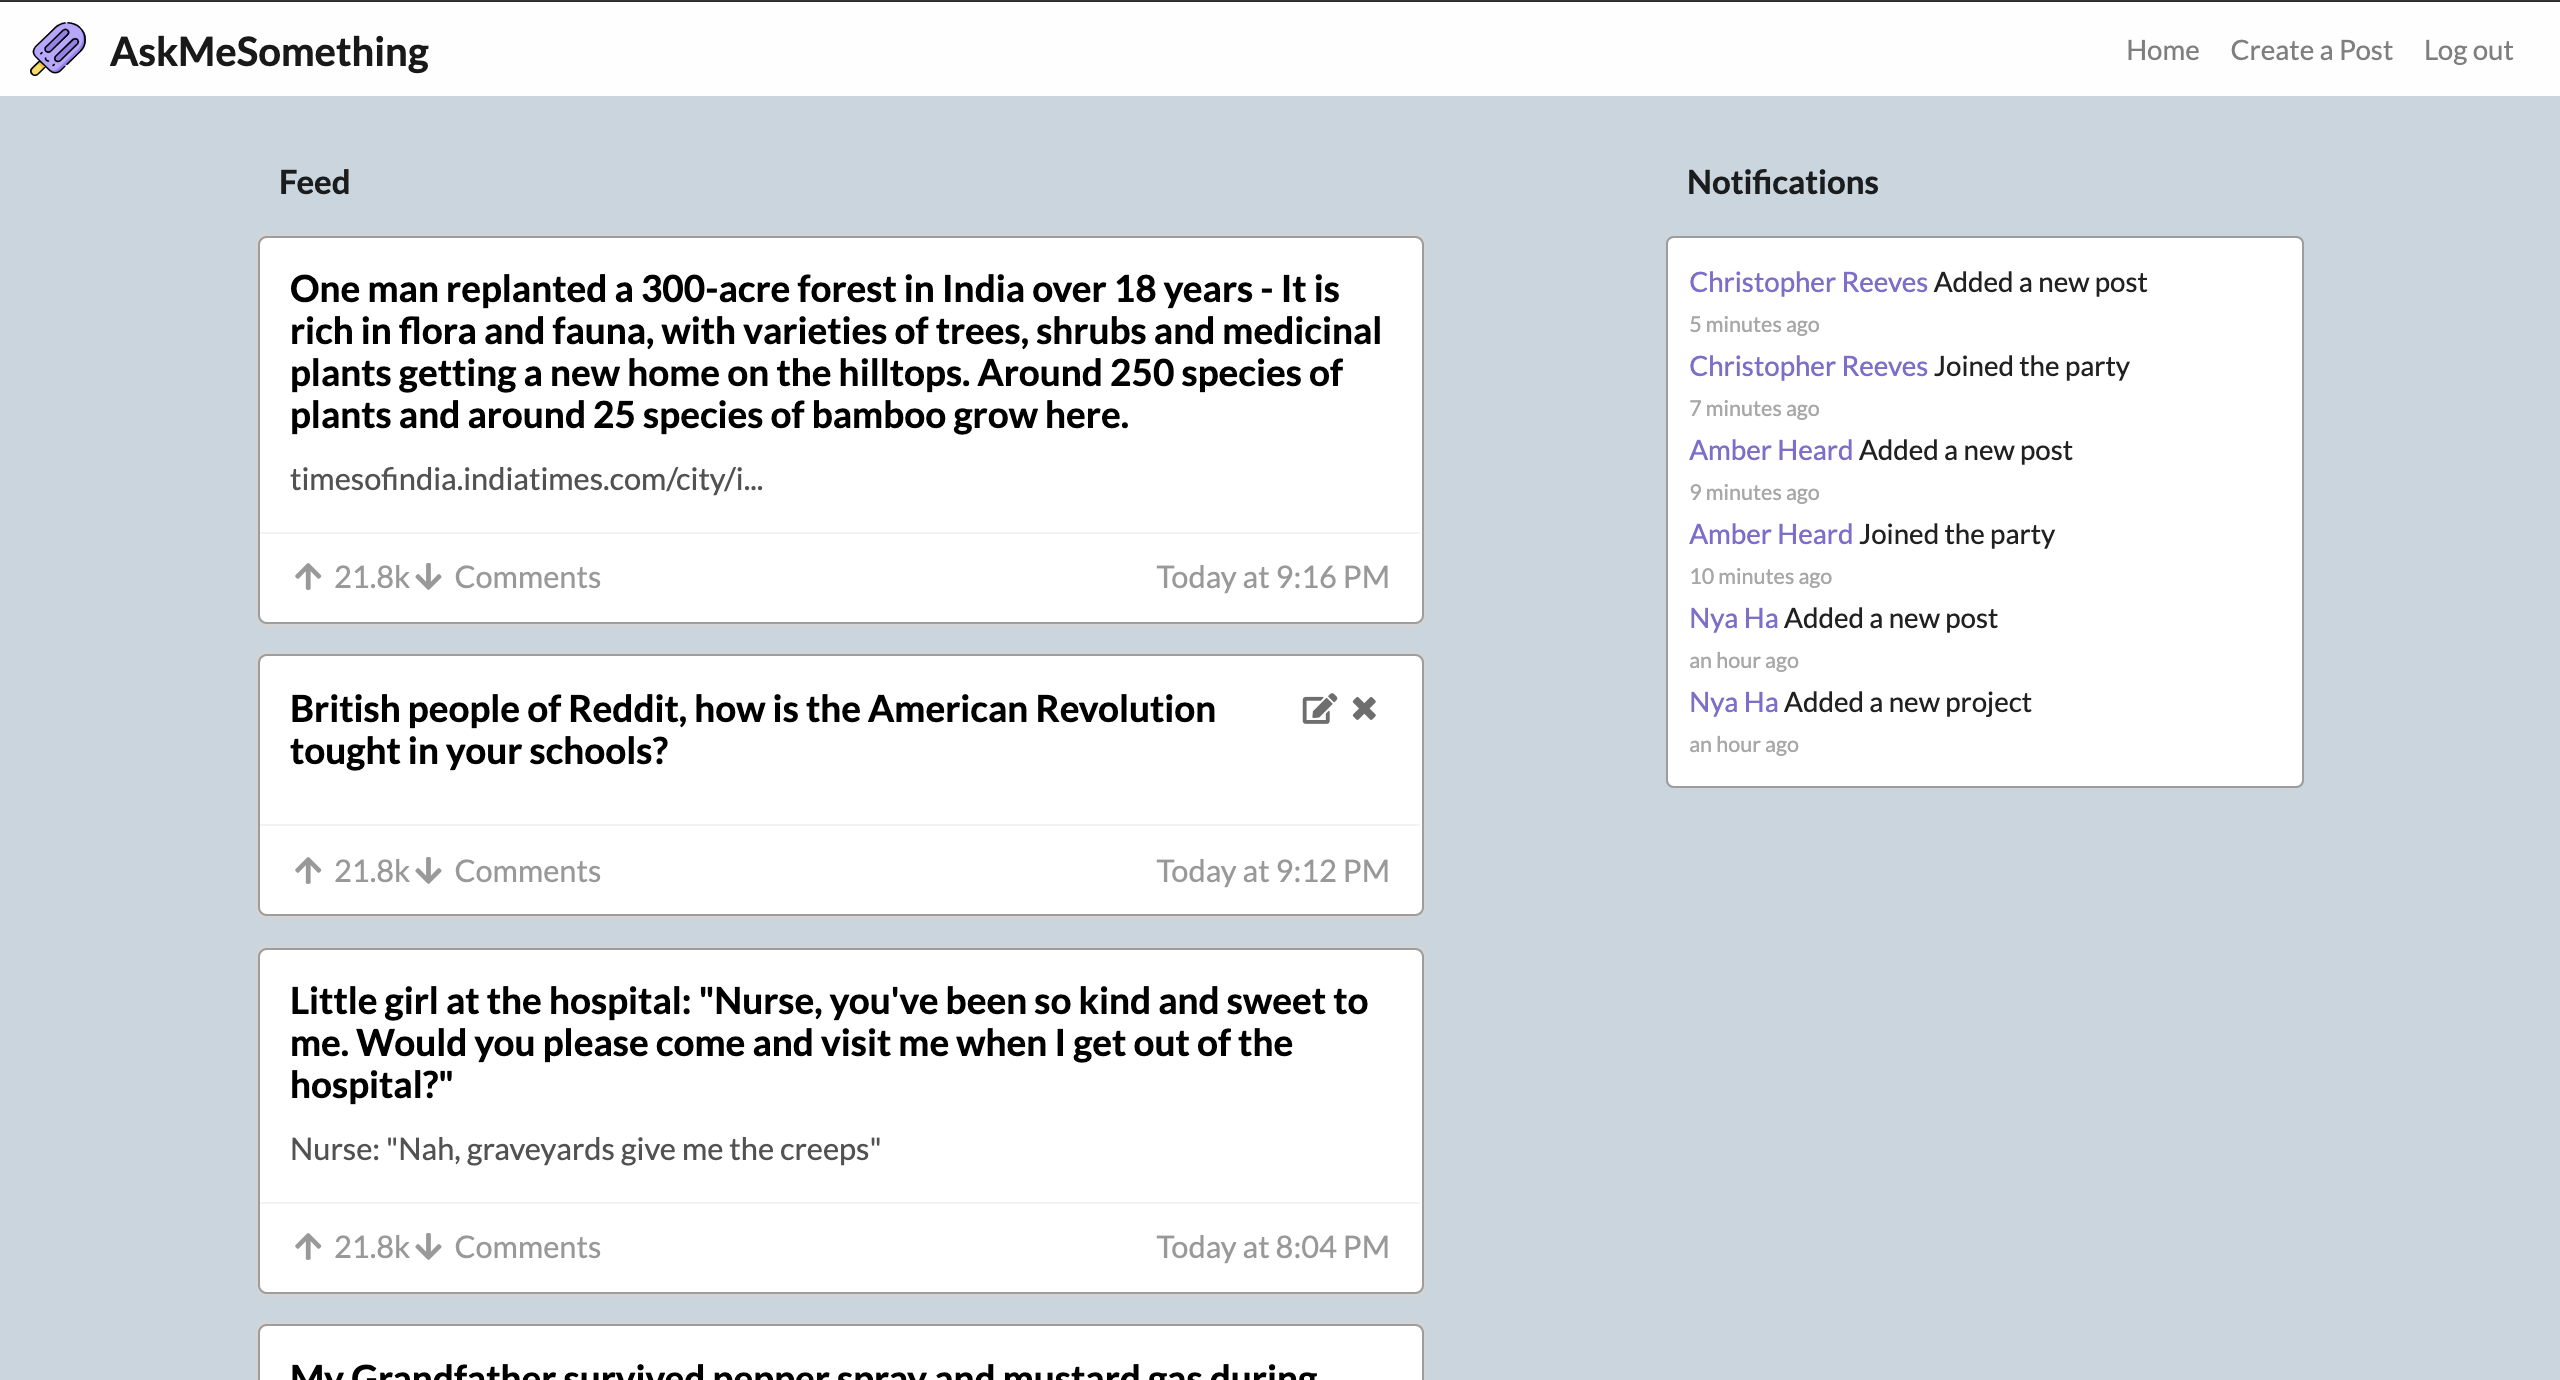 AskMeSomething
Home Create a Post Log out
Feed
One man replanted a 300-acre forest in India over 18 years - It is
rich in flora and fauna, with varieties of trees, shrubs and medicinal
plants getting a new home on the hilltops. Around 250 species of
plants and around 25 species of bamboo grow here.
timesofindia.indiatimes.com/city/i...
21.8k Comments Today at 9:16 PM
British people of Reddit, how is the American Revolution
tought in your schools?
21.8k Comments Today at 9:12 PM
Little girl at the hospital: "Nurse, you've been so kind and sweet to
me. Would you please come and visit me when I get out of the
hospital?"
Nurse: "Nah, graveyards give me the creeps"
21.8k Comments Today at 8:04 PM
My Grandfather survived pepper spray and mustard gas during
Notifications
Christopher Reeves Added a new post
5 minutes ago
Christopher Reeves Joined the party
7 minutes ago
Amber Heard Added a new post
9 minutes ago
Amber Heard Joined the party
10 minutes ago
Nya Ha Added a new post
an hour ago
Nya Ha Added a new project
an hour ago